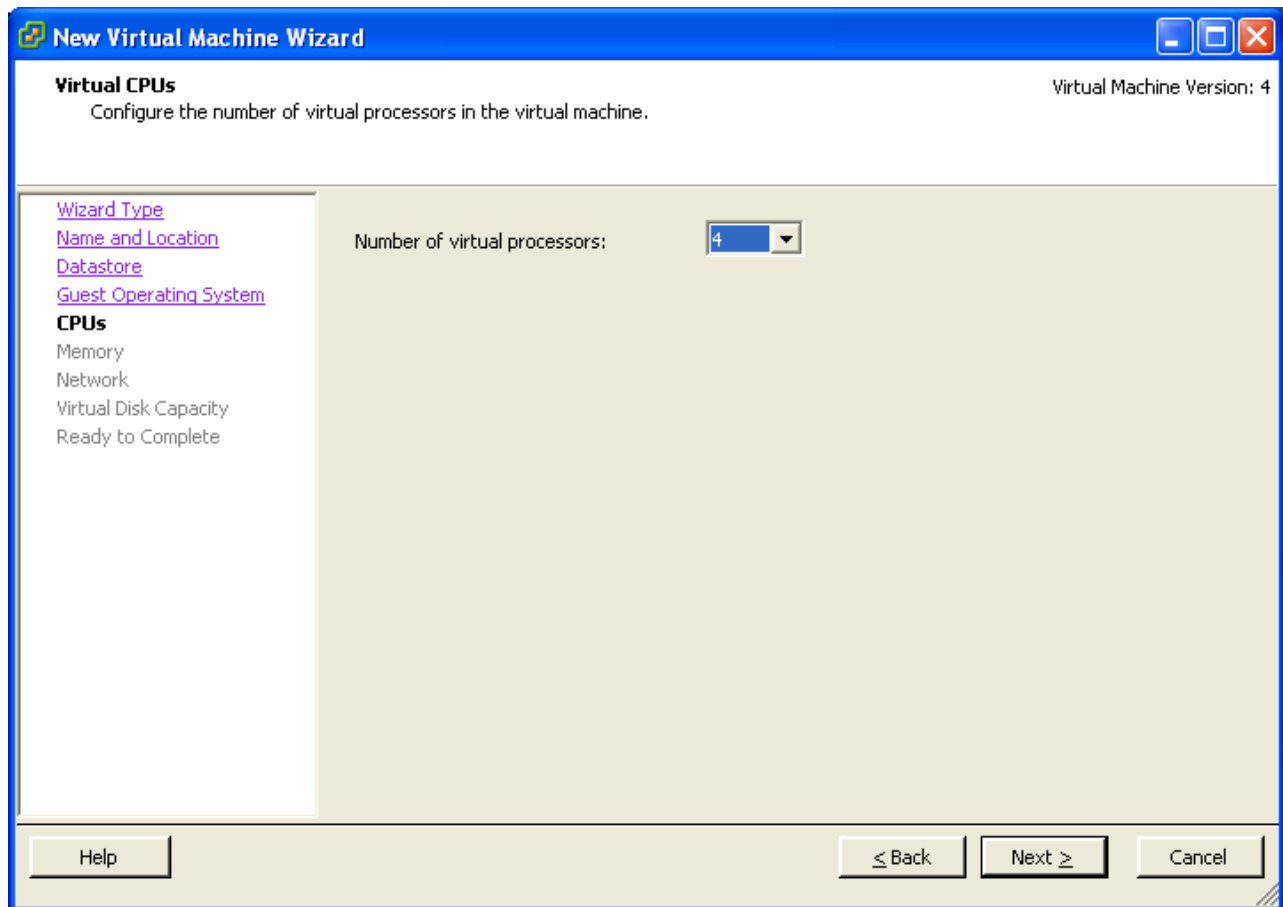 New Virtual Machine Wizard
Virtual CPUs
Virtual Machine Version: 4
Configure the number of virtual processors in the virtual machine.
Wizard Type
Name and Location
Datastore
Guest Operating System
CPUs
Memory
Network
Virtual Disk Capacity
Ready to Complete
Number of virtual processors: 4
Help
< Back
Next >
Cancel